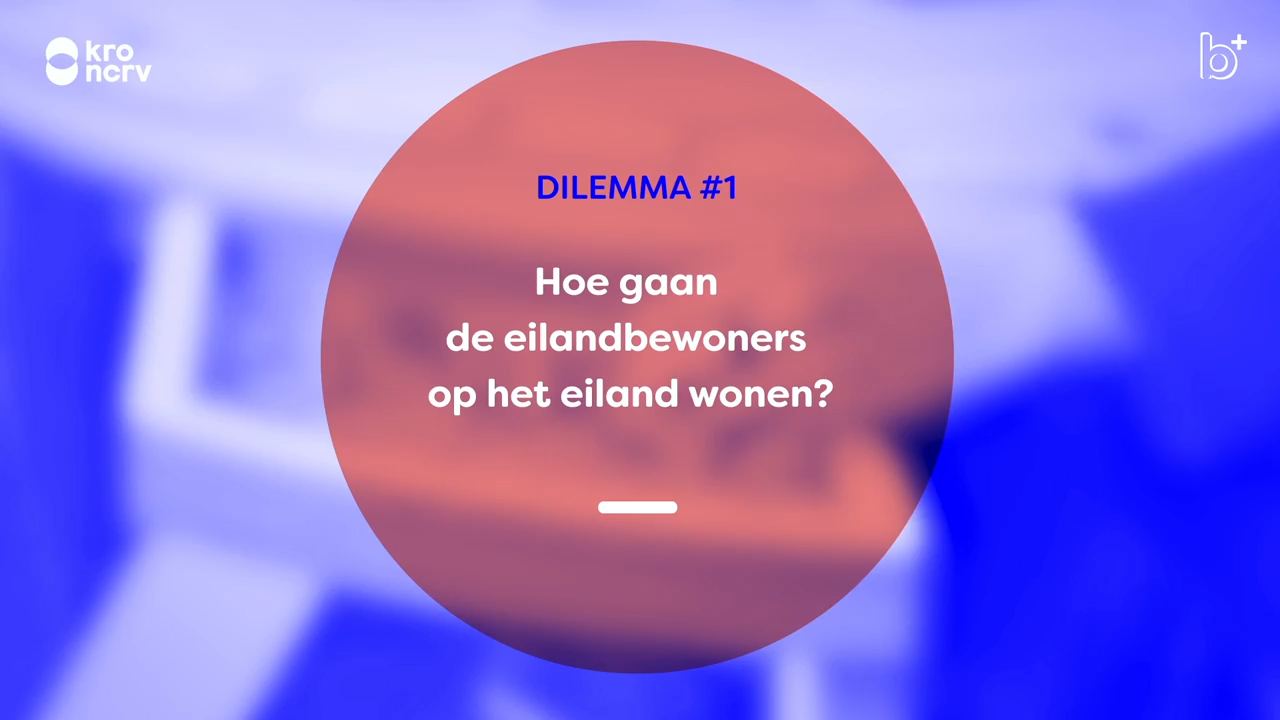 kro
ncrv
b+
DILEMMA #1
Hoe gaan
de eilandbewoners
op het eiland wonen?